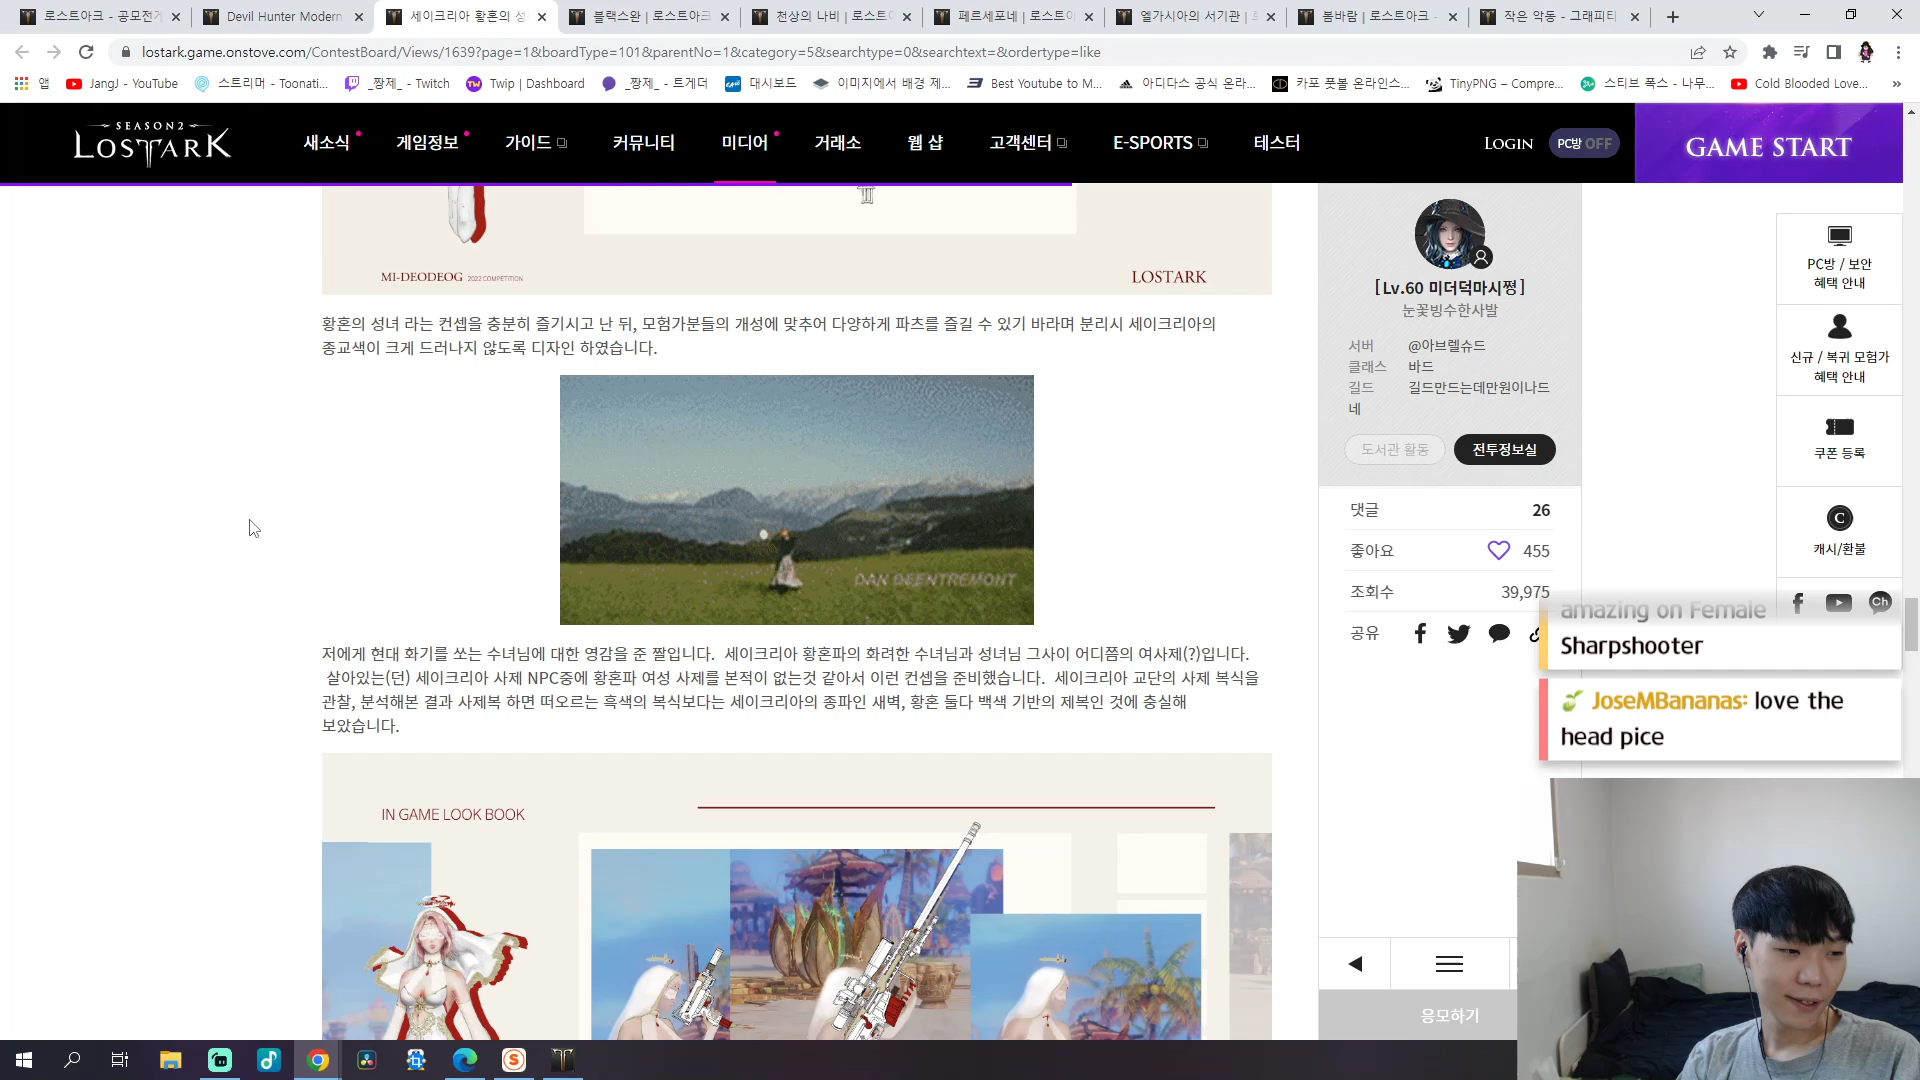 로스트아크 - 공모전가
Devil Hunter Modern
세이크리아 황혼의 성
블랙스완 | 로스트아크
천상의 나비 | 로스트아
페르세포네 | 로스트아
엘가시아의 서기관 |
봄바람 | 로스트아크 -
작은 악동 - 그래피티
lostark.game.onstove.com/ContestBoard/Views/1639?page=1&boardType=101&parentNo=1&category=5&searchtype=0&searchtext=&ordertype=like
앱
JangJ - YouTube
스트리머 - Toonati...
_짱제_ - Twitch
Twip | Dashboard
_짱제_ - 트게더
대시보드
이미지에서 배경 제...
Best Youtube to M...
아디다스 공식 온라...
카포 풋볼 온라인스...
TinyPNG – Compre...
스티브 폭스 - 나무...
Cold Blooded Love...
SEASON2
LOSTARK
새소식
게임정보
가이드
커뮤니티
미디어
거래소
웹 샵
고객센터
E-SPORTS
테스터
LOGIN
PC방 OFF
GAME START
MI-DEODEOG 2022 COMPETITION
LOSTARK
황혼의 성녀 라는 컨셉을 충분히 즐기시고 난 뒤, 모험가분들의 개성에 맞추어 다양하게 파츠를 즐길 수 있기 바라며 분리시 세이크리아의
종교색이 크게 드러나지 않도록 디자인 하였습니다.
DAN DEENTREMONT
저에게 현대 화기를 쏘는 수녀님에 대한 영감을 준 짤입니다. 세이크리아 황혼파의 화려한 수녀님과 성녀님 그사이 어디쯤의 여사제(?)입니다.
살아있는(던) 세이크리아 사제 NPC중에 황혼파 여성 사제를 본적이 없는것 같아서 이런 컨셉을 준비했습니다. 세이크리아 교단의 사제 복식을
관찰, 분석해본 결과 사제복 하면 떠오르는 흑색의 복식보다는 세이크리아의 종파인 새벽, 황혼 둘다 백색 기반의 제복인 것에 충실해
보았습니다.
IN GAME LOOK BOOK
[Lv.60 미더덕마시쩡]
눈꽃빙수한사발
서버 @아브렐슈드
클래스 바드
길드 길드만드는데만원이나드
네
도서관 활동
전투정보실
댓글 26
좋아요 455
조회수 39,975
공유
응모하기
PC방 / 보안
혜택 안내
신규 / 복귀 모험가
혜택 안내
쿠폰 등록
C
캐시/환불
Ch
amazing on Female
Sharpshooter
JoseMBananas: love the
head pice